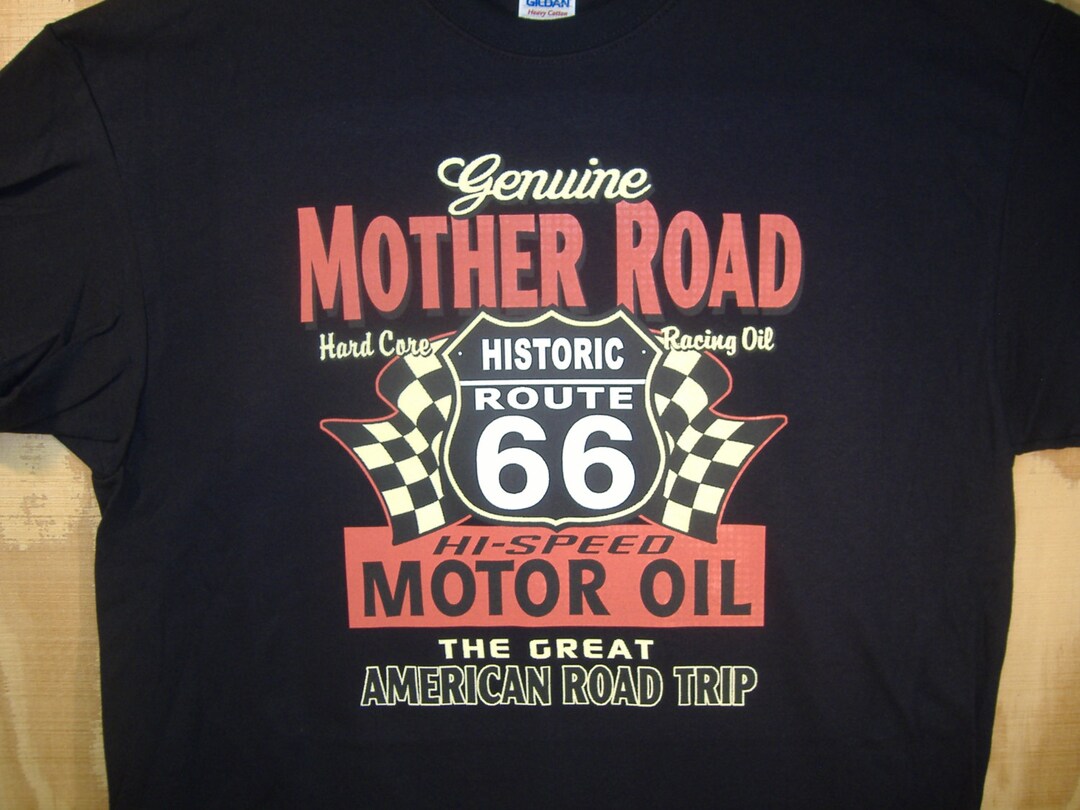 GILDAN
Heavy Cotton
Genuine
MOTHER ROAD
Hard Core
Racing Oil
HISTORIC
ROUTE
66
HI-SPEED
MOTOR OIL
THE GREAT
AMERICAN ROAD TRIP